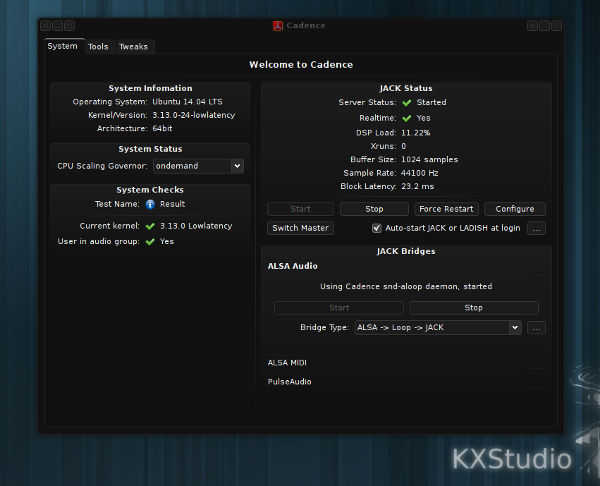 Cadence
System Tools Tweaks
Welcome to Cadence
System Infomation
Operating System: Ubuntu 14.04 LTS
Kernel/Version: 3.13.0-24-lowlatency
Architecture: 64bit
System Status
CPU Scaling Governor: ondemand
System Checks
Test Name: Result
Current kernel: 3.13.0 Lowlatency
User in audio group: Yes
JACK Status
Server Status: Started
Realtime: Yes
DSP Load: 11.22%
Xruns: 0
Buffer Size: 1024 samples
Sample Rate: 44100 Hz
Block Latency: 23.2 ms
Start Stop Force Restart Configure
Switch Master Auto-start JACK or LADISH at login ...
JACK Bridges
ALSA Audio
Using Cadence snd-aloop daemon, started
Start Stop
Bridge Type: ALSA -> Loop -> JACK ...
ALSA MIDI
PulseAudio
KXStudio